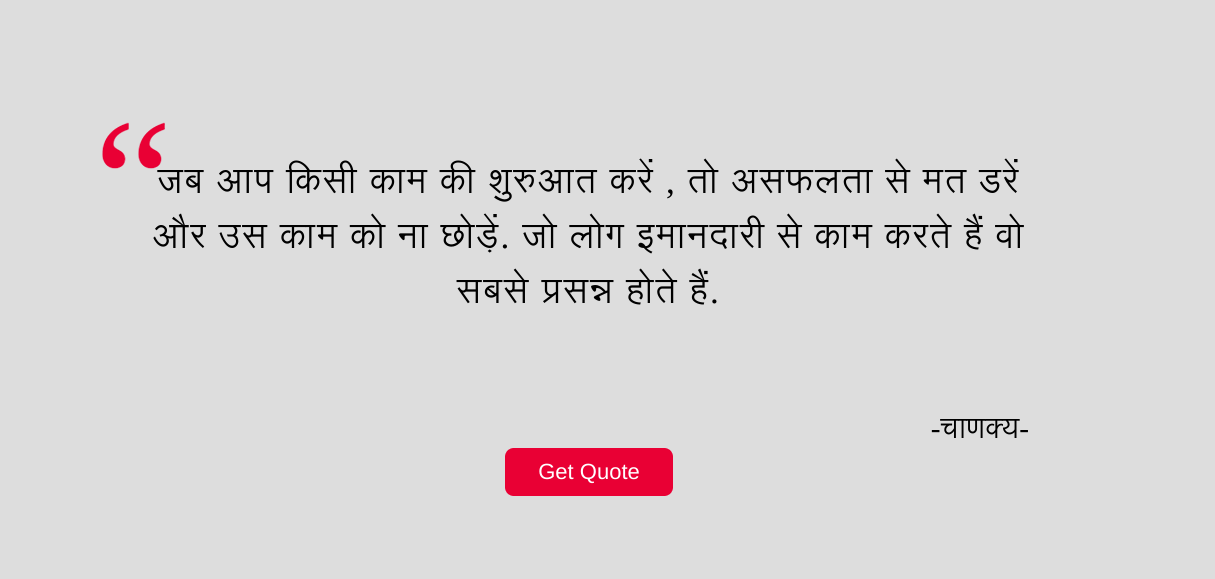 “
जब आप किसी काम की शुरुआत करें , तो असफलता से मत डरें
और उस काम को ना छोड़ें. जो लोग इमानदारी से काम करते हैं वो
सबसे प्रसन्न होते हैं.
-चाणक्य-
Get Quote